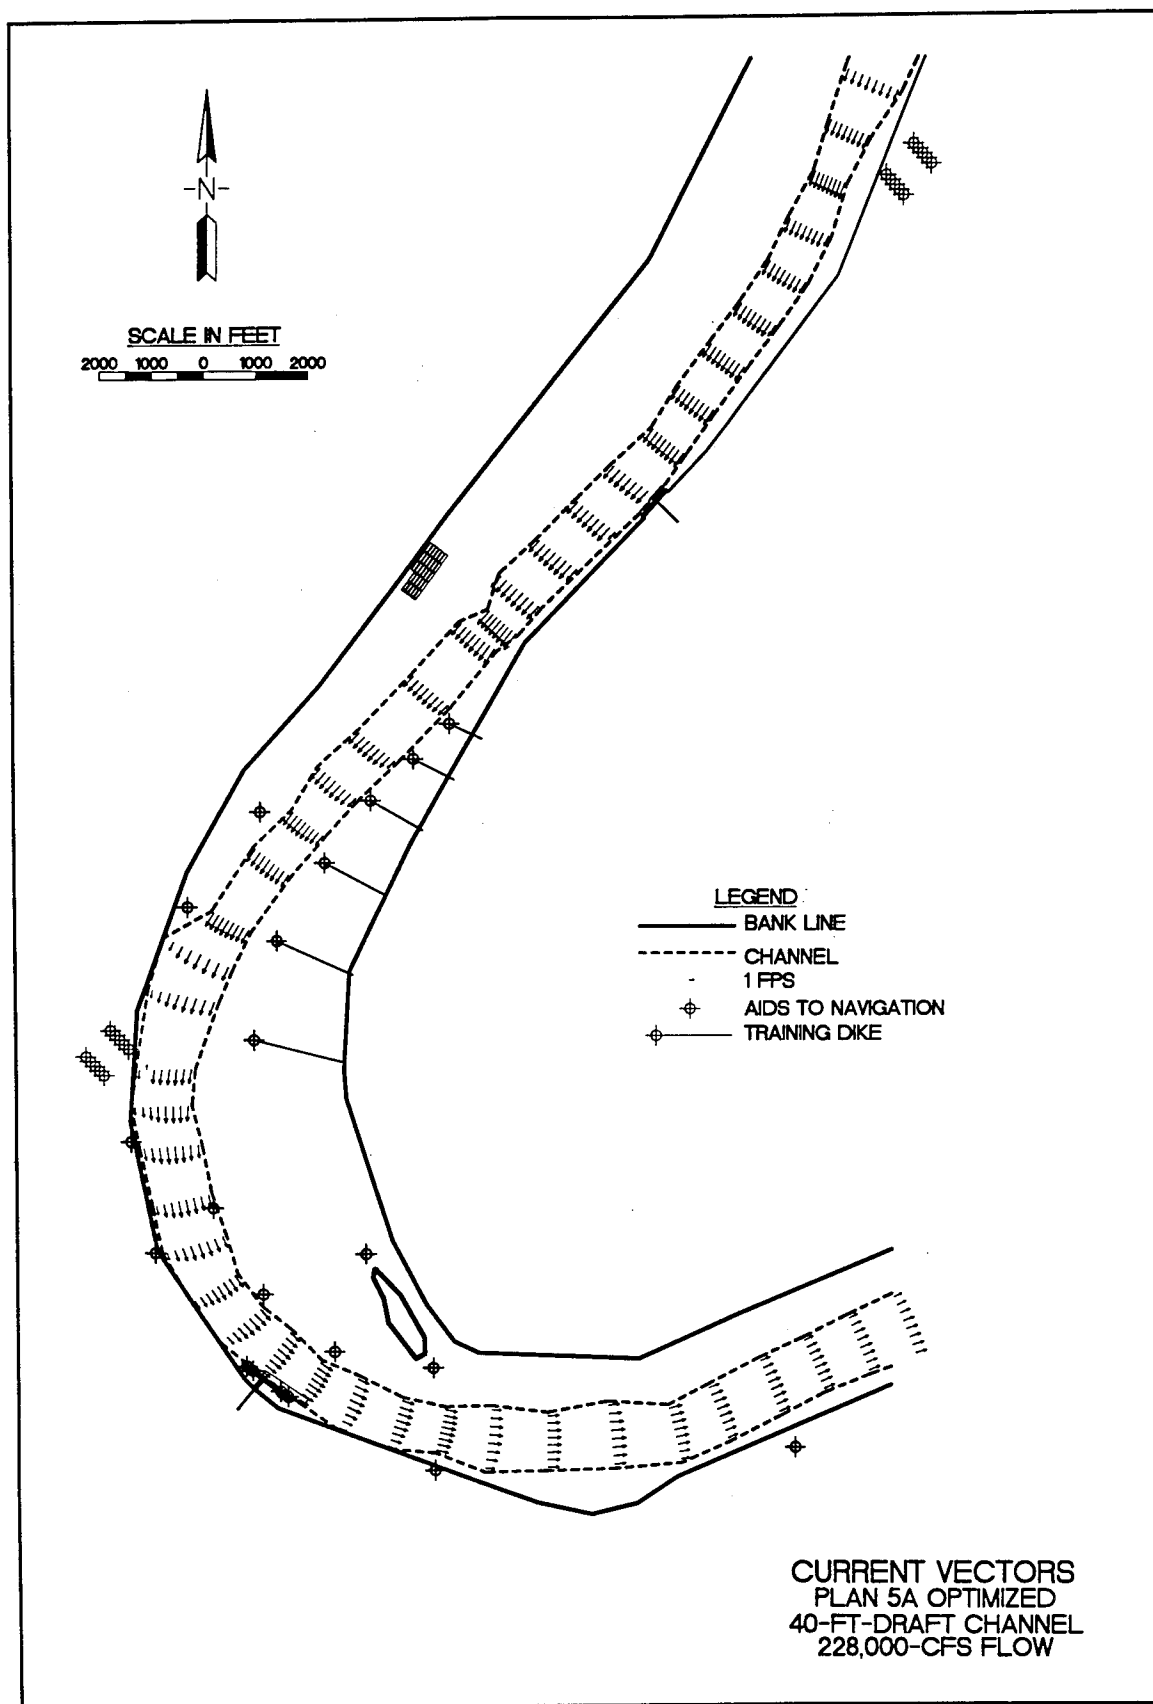 -N-
SCALE IN FEET
2000 1000 0 1000 2000
LEGEND
BANK LINE
CHANNEL
1 FPS
AIDS TO NAVIGATION
TRAINING DIKE
CURRENT VECTORS
PLAN 5A OPTIMIZED
40-FT-DRAFT CHANNEL
228,000-CFS FLOW